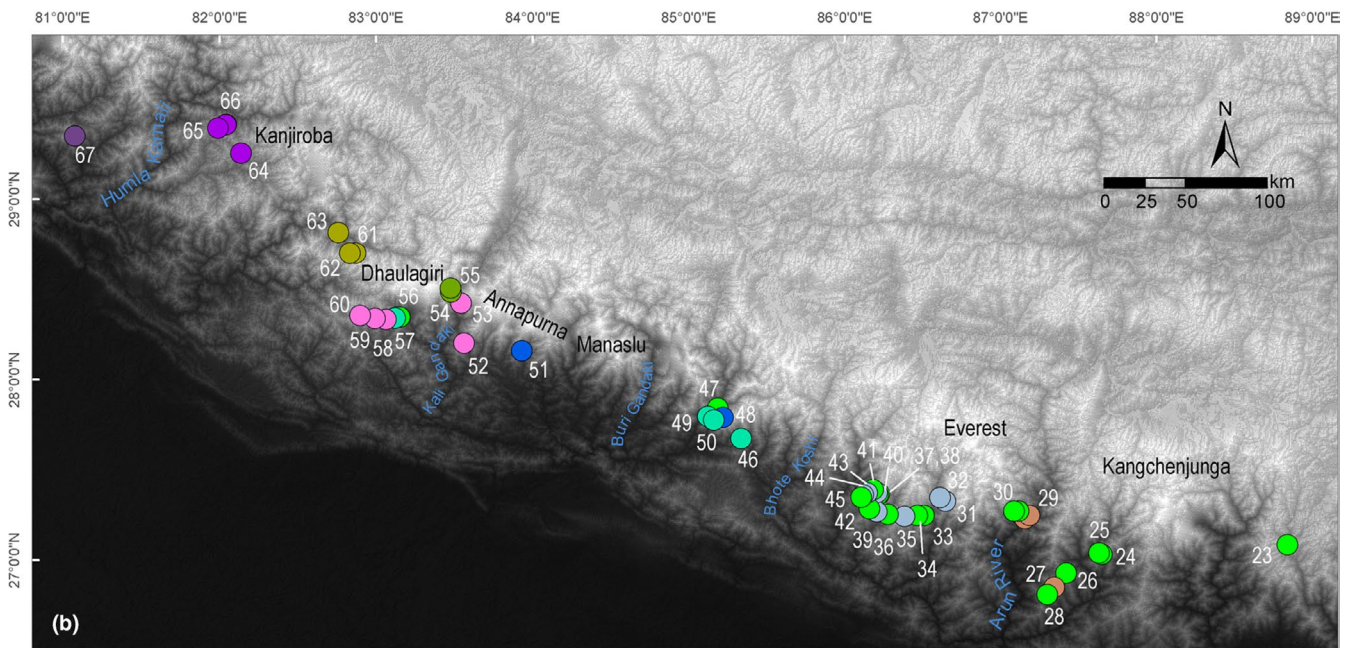 81°0'0"E 82°0'0"E 83°0'0"E 84°0'0"E 85°0'0"E 86°0'0"E 87°0'0"E 88°0'0"E 89°0'0"E
29°0'0"N
28°0'0"N
27°0'0"N
N
km
0 25 50 100
66
65
Kanjiroba
67
64
Humla Karnali
63
61
62
Dhaulagiri
55
56
60
54
53
Annapurna
59
58
57
52
Kali Gandaki
51
Manaslu
Buri Gandaki
47
49
48
50
46
Bhote Koshi
Everest
Kangchenjunga
43
41
40
37, 38
44
32
45
31
42
39
36
35
33
34
30
29
25
24
23
27
26
28
Arun River
(b)